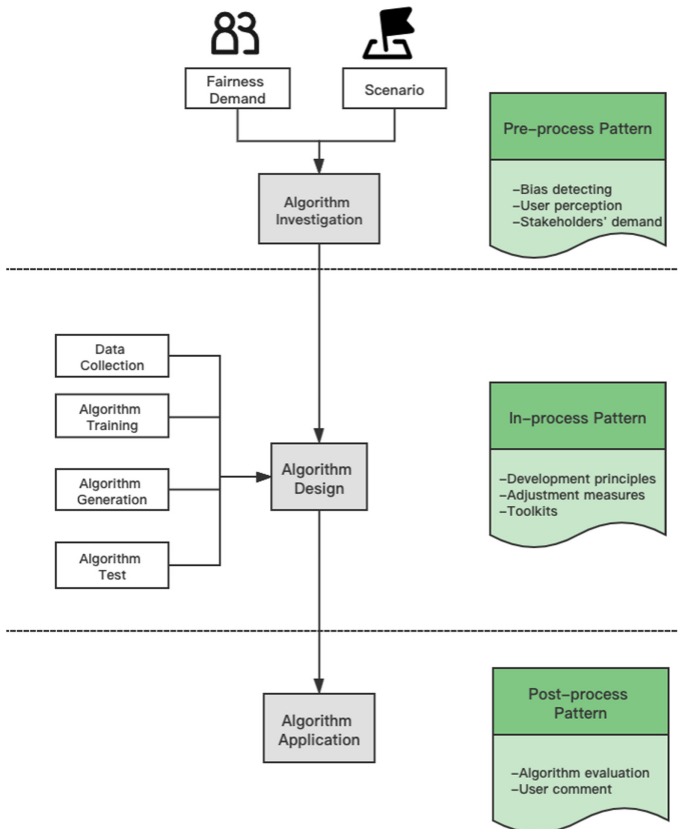 Fairness
Demand
Scenario
Pre-process Pattern
Algorithm
Investigation
-Bias detecting
-User perception
-Stakeholders' demand
Data
Collection
Algorithm
Training
Algorithm
Generation
Algorithm
Test
Algorithm
Design
In-process Pattern
-Development principles
-Adjustment measures
-Toolkits
Algorithm
Application
Post-process
Pattern
-Algorithm evaluation
-User comment